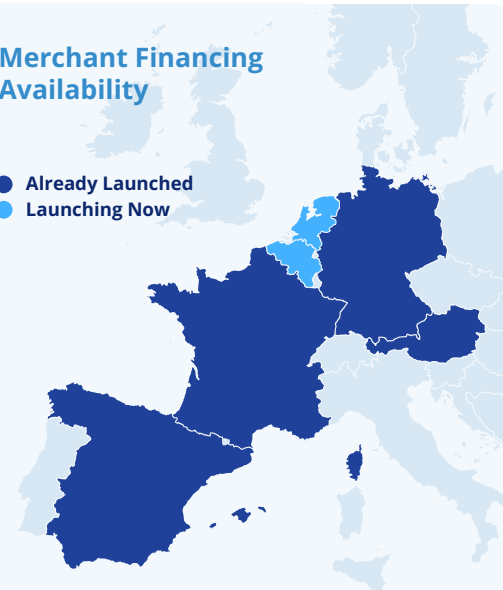 Merchant Financing
Availability
Already Launched
Launching Now